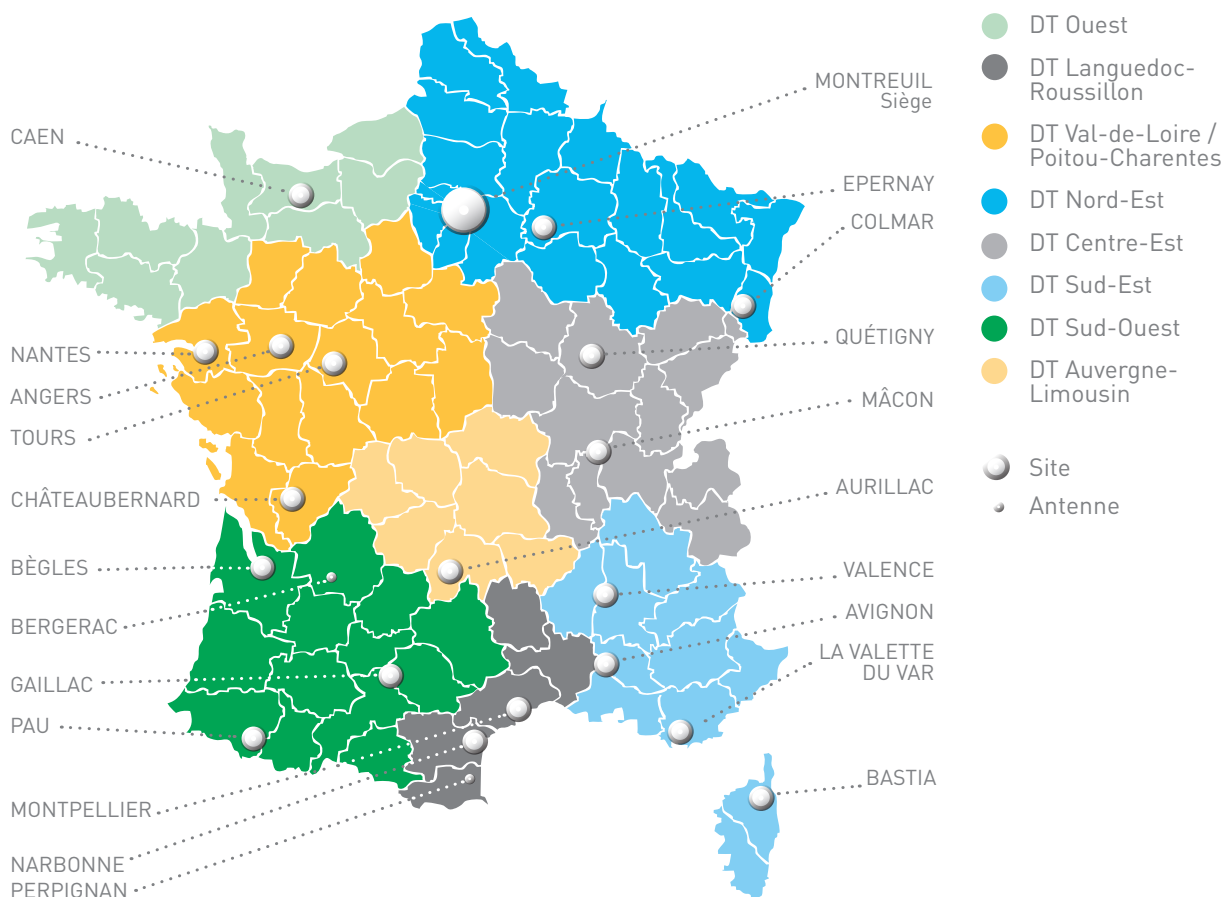 CAEN
NANTES
ANGERS
TOURS
CHÂTEAUBERNARD
BÈGLES
BERGERAC
GAILLAC
PAU
MONTPELLIER
NARBONNE
PERPIGNAN
MONTREUIL
Siège
EPERNAY
COLMAR
QUÉTIGNY
MÂCON
AURILLAC
VALENCE
AVIGNON
LA VALETTE
DU VAR
BASTIA
DT Ouest
DT Languedoc-
Roussillon
DT Val-de-Loire /
Poitou-Charentes
DT Nord-Est
DT Centre-Est
DT Sud-Est
DT Sud-Ouest
DT Auvergne-
Limousin
Site
Antenne